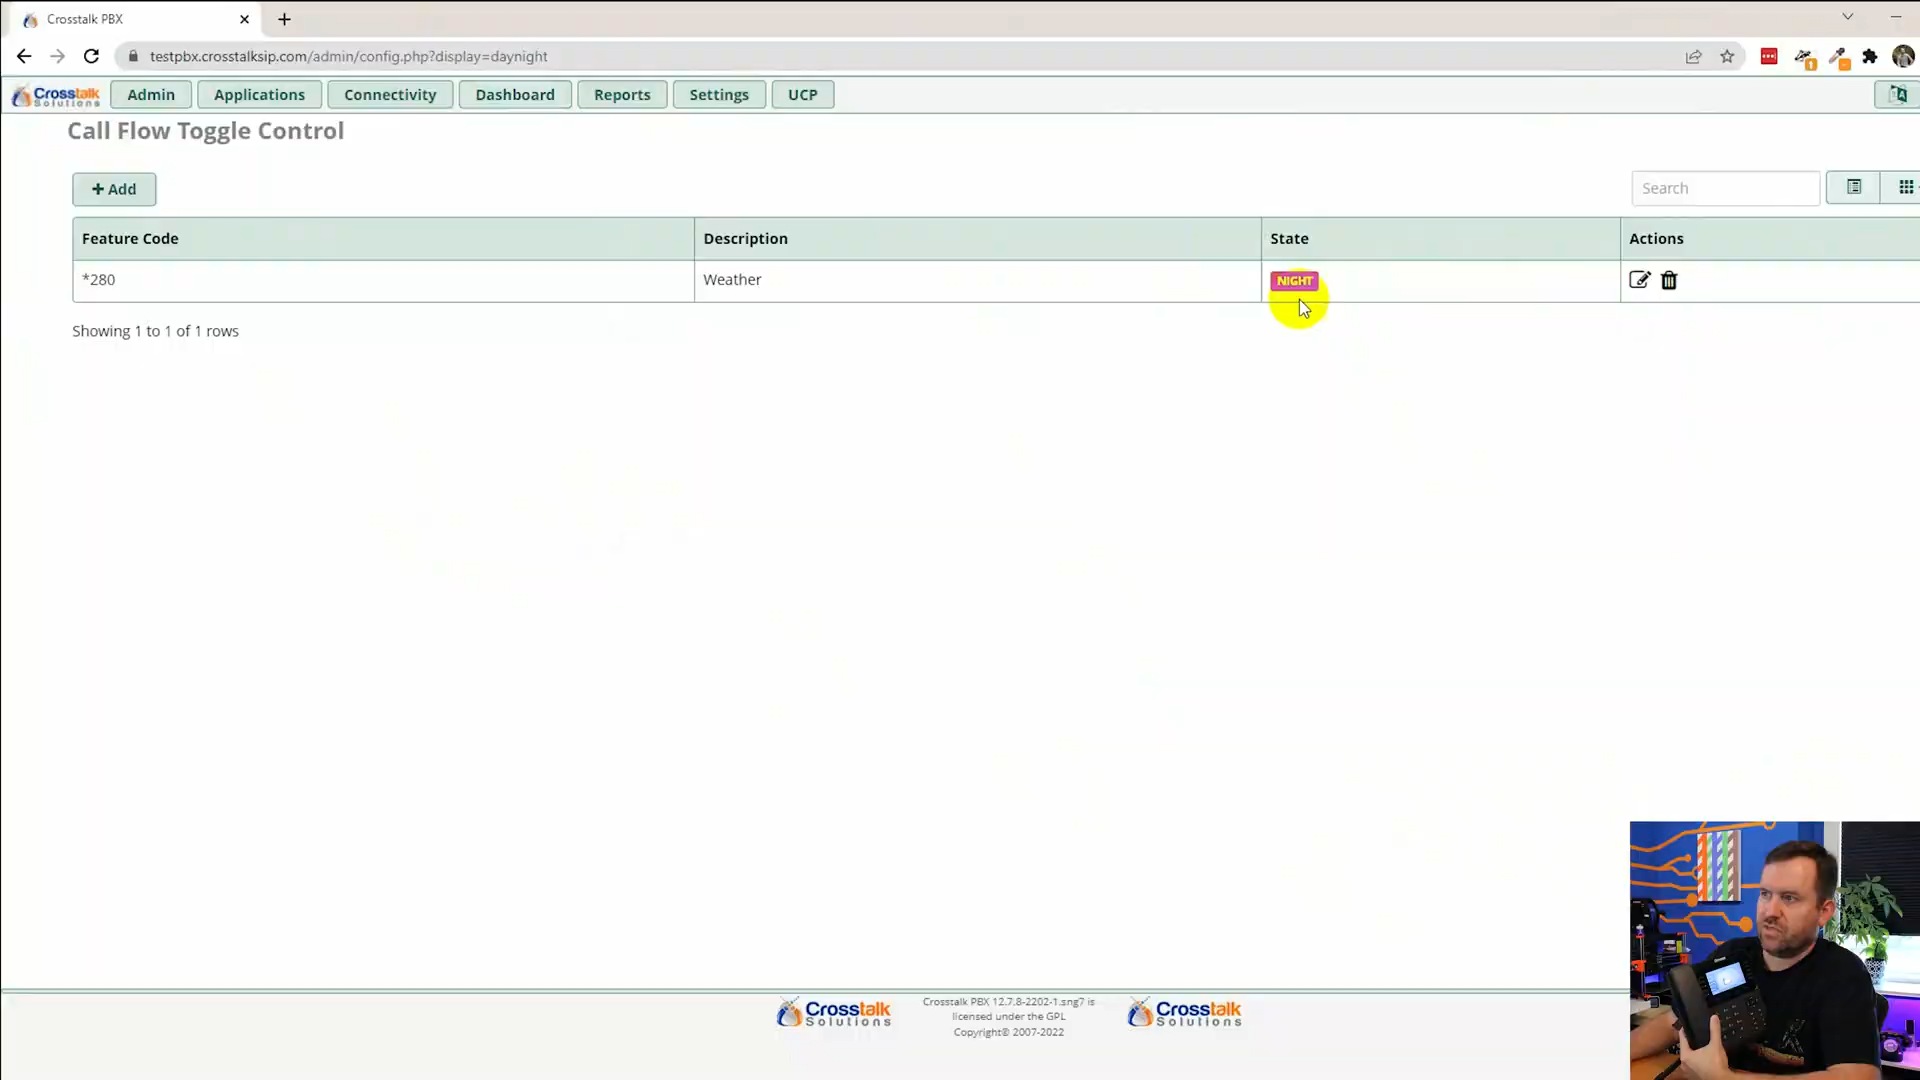 Crosstalk PBX
testpbx.crosstalksip.com/admin/config.php?display=daynight
1
Crosstalk Solutions
Admin
Applications
Connectivity
Dashboard
Reports
Settings
UCP
Call Flow Toggle Control
+ Add
Search
Feature Code
Description
State
Actions
*280
Weather
NIGHT
Showing 1 to 1 of 1 rows
Crosstalk Solutions
Crosstalk PBX 12.7.8-2202-1.sng7 is
licensed under the GPL
Copyright© 2007-2022
Crosstalk Solutions